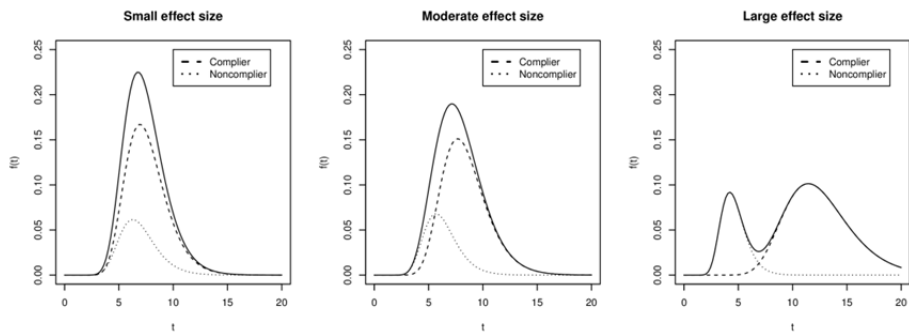 Small effect size
0.25
0.20
0.15
0.10
0.05
0.00
f(t)
Complier
Noncomplier
0 5 10 15 20
t
Moderate effect size
0.25
0.20
0.15
0.10
0.05
0.00
f(t)
Complier
Noncomplier
0 5 10 15 20
t
Large effect size
0.25
0.20
0.15
0.10
0.05
0.00
f(t)
Complier
Noncomplier
0 5 10 15 20
t